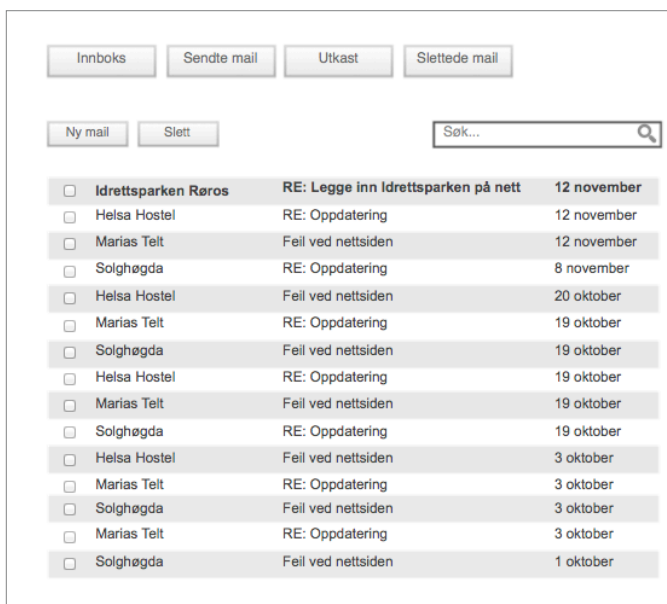 Innboks Sendte mail Utkast Slettede mail
Ny mail Slett Søk...
Idrettsparken Røros RE: Legge inn Idrettsparken på nett 12 november
Helsa Hostel RE: Oppdatering 12 november
Marias Telt Feil ved nettsiden 12 november
Solghøgda RE: Oppdatering 8 november
Helsa Hostel Feil ved nettsiden 20 oktober
Marias Telt RE: Oppdatering 19 oktober
Solghøgda Feil ved nettsiden 19 oktober
Helsa Hostel RE: Oppdatering 19 oktober
Marias Telt Feil ved nettsiden 19 oktober
Solghøgda RE: Oppdatering 19 oktober
Helsa Hostel Feil ved nettsiden 3 oktober
Marias Telt RE: Oppdatering 3 oktober
Solghøgda Feil ved nettsiden 3 oktober
Marias Telt RE: Oppdatering 3 oktober
Solghøgda Feil ved nettsiden 1 oktober